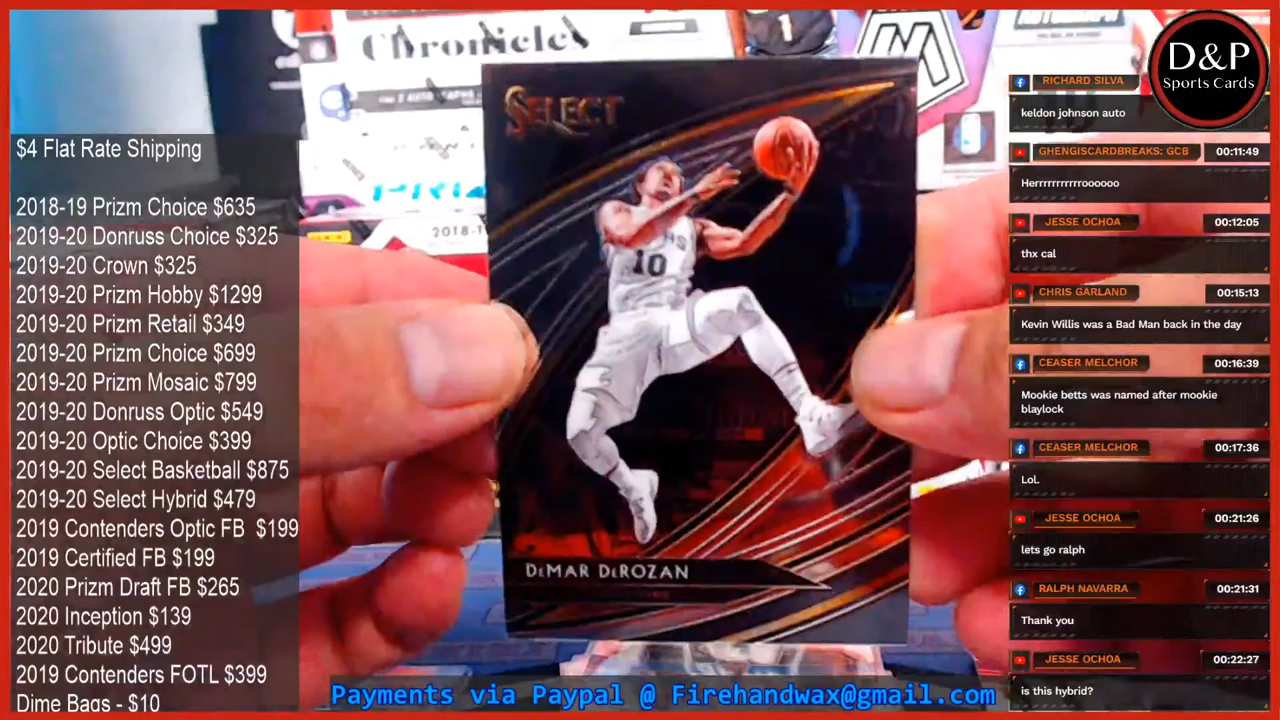 $4 Flat Rate Shipping
2018-19 Prizm Choice $635
2019-20 Donruss Choice $325
2019-20 Crown $325
2019-20 Prizm Hobby $1299
2019-20 Prizm Retail $349
2019-20 Prizm Choice $699
2019-20 Prizm Mosaic $799
2019-20 Donruss Optic $549
2019-20 Optic Choice $399
2019-20 Select Basketball $875
2019-20 Select Hybrid $479
2019 Contenders Optic FB $199
2019 Certified FB $199
2020 Prizm Draft FB $265
2020 Inception $139
2020 Tribute $499
2019 Contenders FOTL $399
Dime Bags - $10
Chronicles
1
2018-1
SELECT
10
DeMAR DeROZAN
Payments via Paypal @ Firehandwax@gmail.com
D&P
Sports Cards
RICHARD SILVA
keldon johnson auto
GHENGISCARDBREAKS: GCB 00:11:49
Herrrrrrrrrrooooo
JESSE OCHOA 00:12:05
thx cal
CHRIS GARLAND 00:15:13
Kevin Willis was a Bad Man back in the day
CEASER MELCHOR 00:16:39
Mookie betts was named after mookie
blaylock
CEASER MELCHOR 00:17:36
Lol.
JESSE OCHOA 00:21:26
lets go ralph
RALPH NAVARRA 00:21:31
Thank you
JESSE OCHOA 00:22:27
is this hybrid?